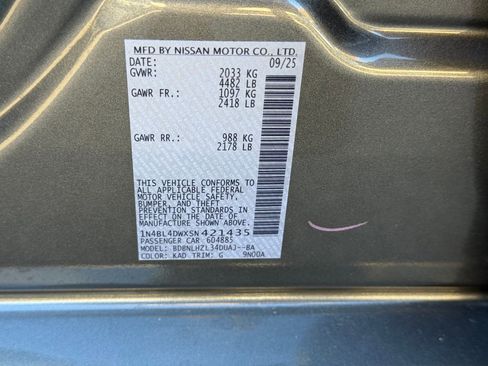 MFD BY NISSAN MOTOR CO., LTD.
DATE: 09/25
GVWR: 2033 KG
4482 LB
GAWR FR.: 1097 KG
2418 LB
GAWR RR.: 988 KG
2178 LB
THIS VEHICLE CONFORMS TO
ALL APPLICABLE FEDERAL
MOTOR VEHICLE SAFETY,
BUMPER, AND THEFT
PREVENTION STANDARDS IN
EFFECT ON THE DATE OF
MANUFACTURE SHOWN ABOVE.
1N4BL4DWXSN421435
PASSENGER CAR: 604885
MODEL: BDBNLHZL34DUAJ--BA
COLOR: KAD TRIM: G 9N00A